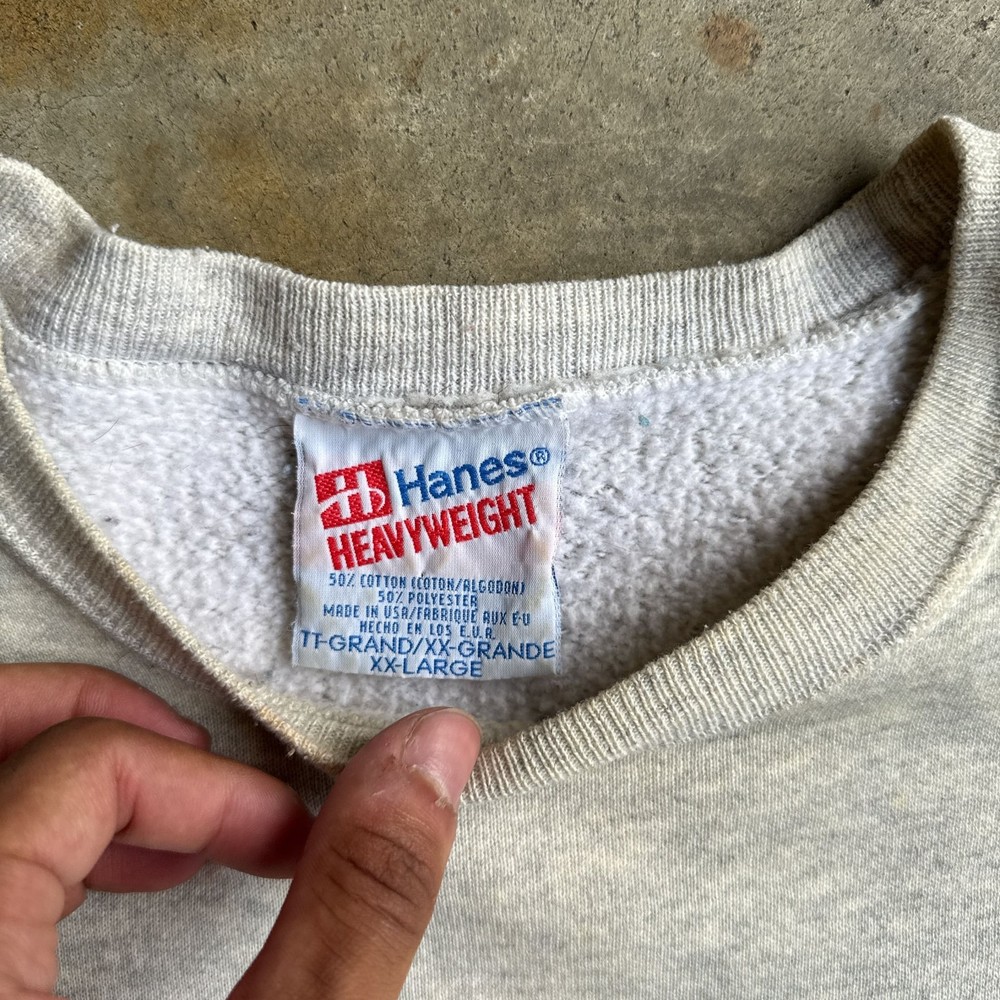 Hanes®
HEAVYWEIGHT
50% COTTON (COTON/ALGODON)
50% POLYESTER
MADE IN USA/FABRIQUE AUX E·U
HECHO EN LOS E.U.A.
TT-GRAND/XX-GRANDE
XX-LARGE